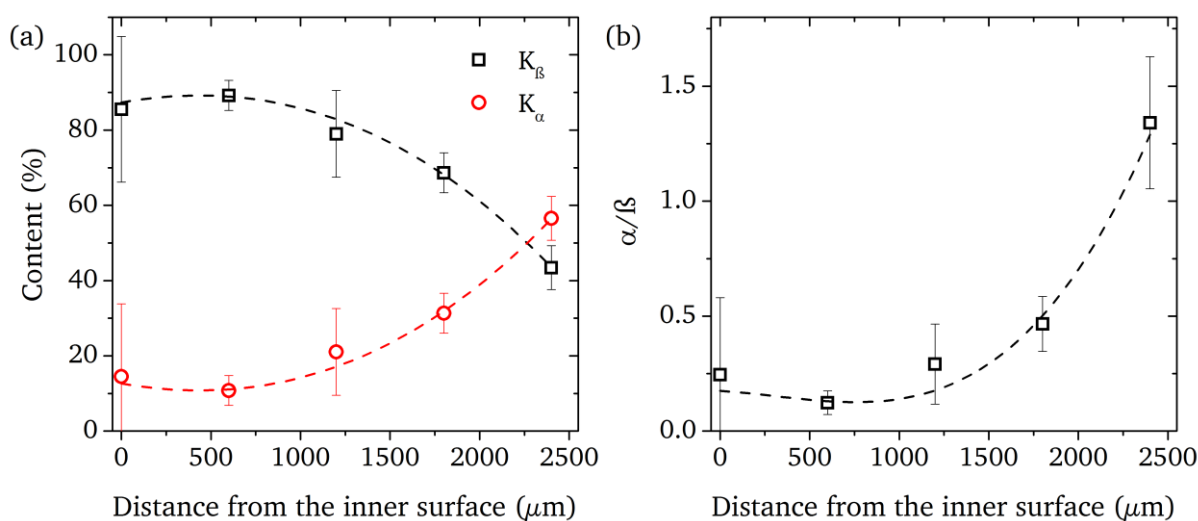 (a)
Content (%)
100
80
60
40
20
0
K_ß
K_α
0 500 1000 1500 2000 2500
Distance from the inner surface (μm)
(b)
α/ß
1.5
1.0
0.5
0.0
0 500 1000 1500 2000 2500
Distance from the inner surface (μm)